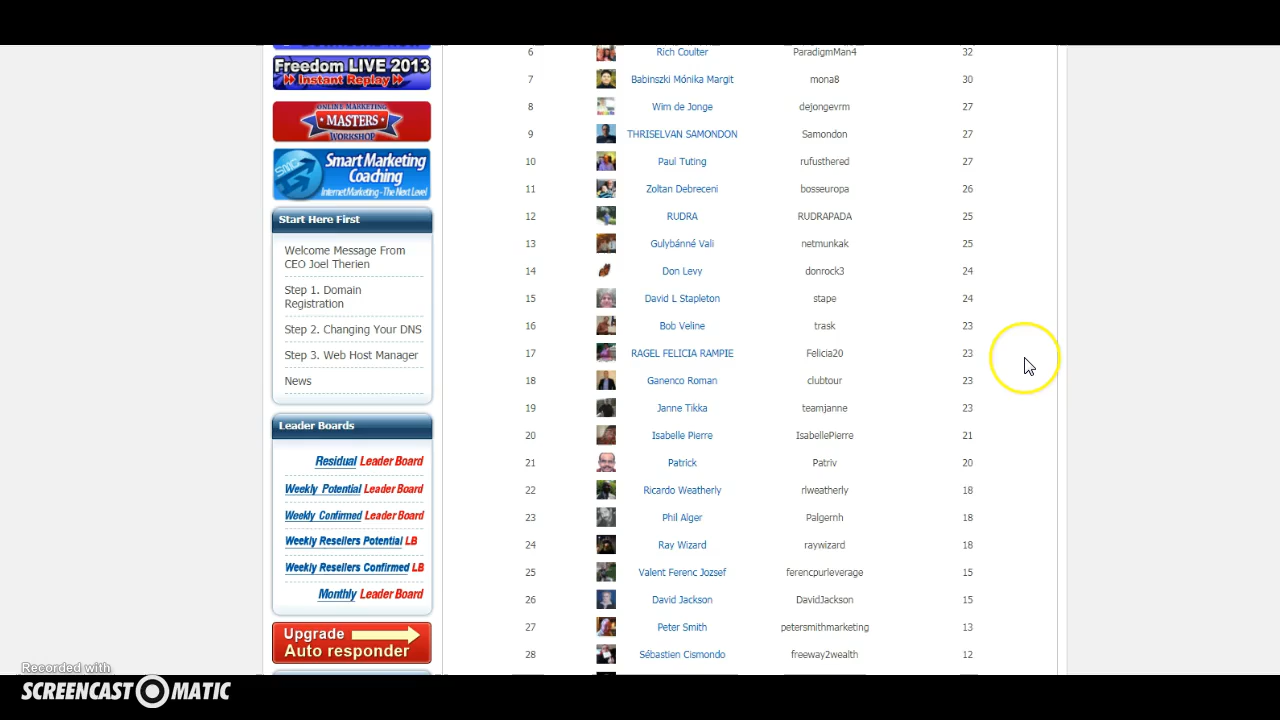 Freedom LIVE 2013
Instant Replay
ONLINE MARKETING
MASTERS
WORKSHOP
SMC
Smart Marketing
Coaching
Internet Marketing - The Next Level
Start Here First
Welcome Message From
CEO Joel Therien
Step 1. Domain
Registration
Step 2. Changing Your DNS
Step 3. Web Host Manager
News
Leader Boards
Residual Leader Board
Weekly Potential Leader Board
Weekly Confirmed Leader Board
Weekly Resellers Potential LB
Weekly Resellers Confirmed LB
Monthly Leader Board
Upgrade
Auto responder
6 Rich Coulter ParadigmMan4 32
7 Babinszki Mónika Margit mona8 30
8 Wim de Jonge dejongevrm 27
9 THRISELVAN SAMONDON Samondon 27
10 Paul Tuting rufusthered 27
11 Zoltan Debreceni bosseuropa 26
12 RUDRA RUDRAPADA 25
13 Gulybánné Vali netmunkak 25
14 Don Levy donrock3 24
15 David L Stapleton stape 24
16 Bob Veline trask 23
17 RAGEL FELICIA RAMPIE Felicia20 23
18 Ganenco Roman clubtour 23
19 Janne Tikka teamjanne 23
20 Isabelle Pierre IsabellePierre 21
21 Patrick Patriv 20
22 Ricardo Weatherly rlweatherly 18
23 Phil Alger Palgernh 18
24 Ray Wizard raywizard 18
25 Valent Ferenc Jozsef ferencpurleverage 15
26 David Jackson DavidJackson 15
27 Peter Smith petersmithmarketing 13
28 Sébastien Cismondo freeway2wealth 12
Recorded with
SCREENCAST-O-MATIC